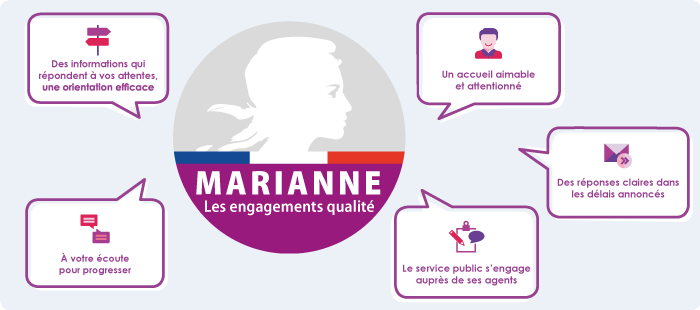 Des informations qui
répondent à vos attentes,
une orientation efficace
Un accueil aimable
et attentionné
MARIANNE
Les engagements qualité
Des réponses claires dans
les délais annoncés
À votre écoute
pour progresser
Le service public s'engage
auprès de ses agents